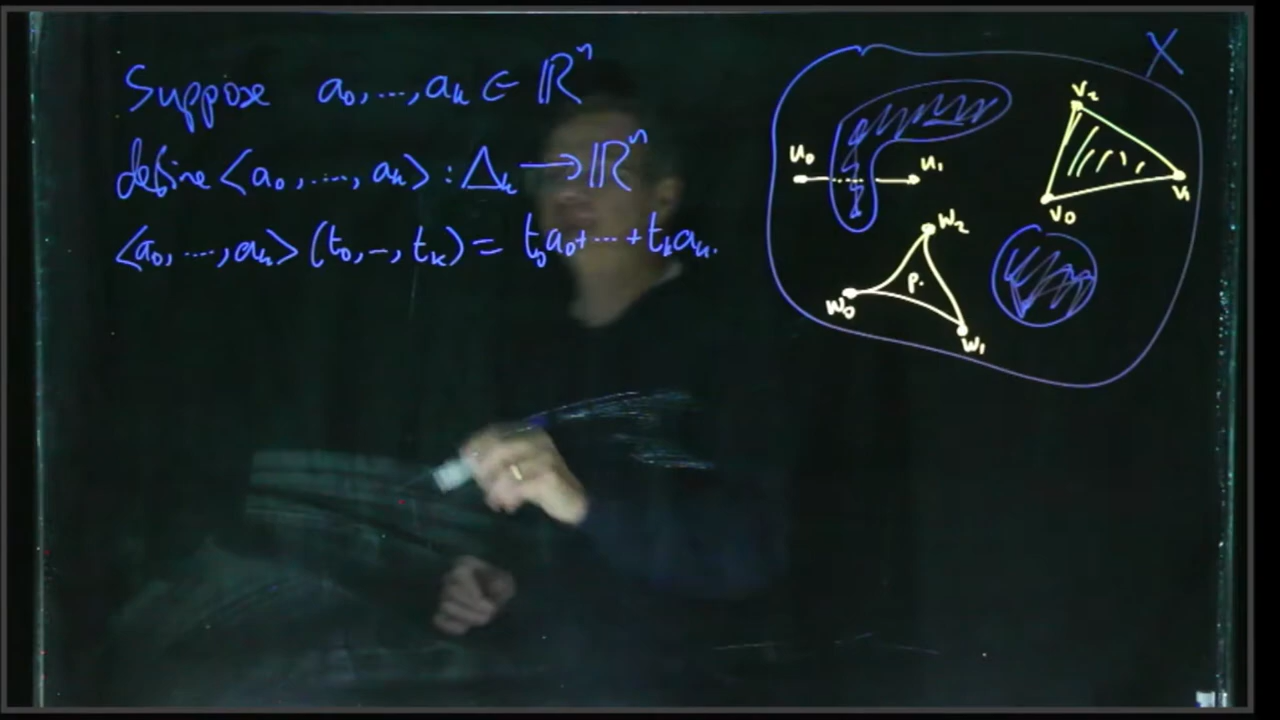 Suppose a₀,...,aₖ ∈ ℝⁿ
define <a₀,....,aₖ> : Δₖ → ℝⁿ
<a₀,....,aₖ> (t₀,--,tₖ) = t₀a₀+...+tₖaₖ.
X
u₀
u₁
v₂
v₁
v₀
w₂
p.
w₀
w₁